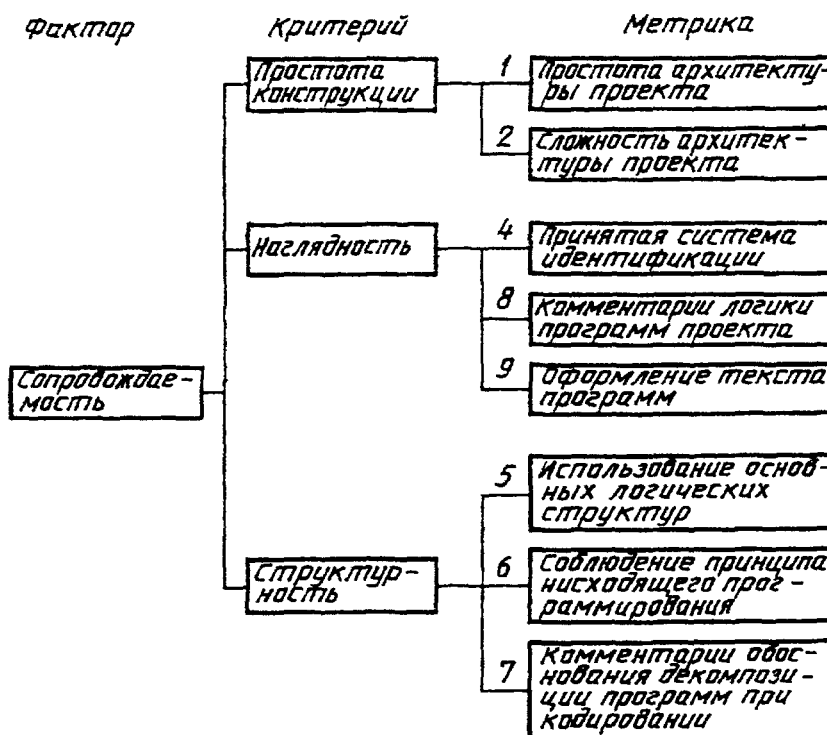 Фактор
Критерий
Метрика
Простота
конструкции
1
Простота архитекту-
ры проекта
2
Сложность архитек-
туры проекта
Наглядность
4
Принятая система
идентификации
8
Комментарии логики
программ проекта
9
Оформление текста
программ
Сопровождае-
мость
5
Использование основ-
ных логических
структур
Структур-
ность
6
Соблюдение принципа
нисходящего прог-
раммирования
7
Комментарии обос-
нования декомпози-
ции программ при
кодировании